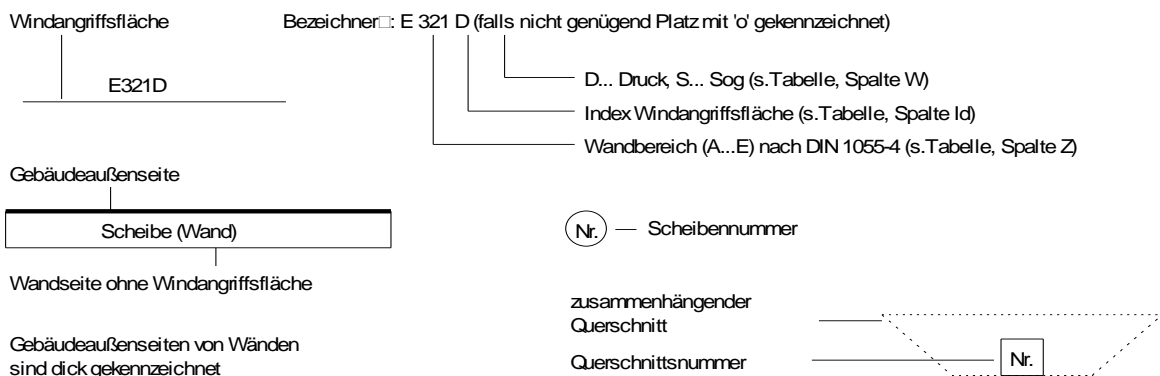 Windangriffsfläche
Bezeichner□: E 321 D (falls nicht genügend Platz mit 'o' gekennzeichnet)
E321D
D... Druck, S... Sog (s.Tabelle, Spalte W)
Index Windangriffsfläche (s.Tabelle, Spalte Id)
Wandbereich (A...E) nach DIN 1055-4 (s.Tabelle, Spalte Z)
Gebäudeaußenseite
Scheibe (Wand)
Nr.
Scheibennummer
Wandseite ohne Windangriffsfläche
zusammenhängender
Querschnitt
Gebäudeaußenseiten von Wänden
sind dick gekennzeichnet
Querschnittsnummer
Nr.